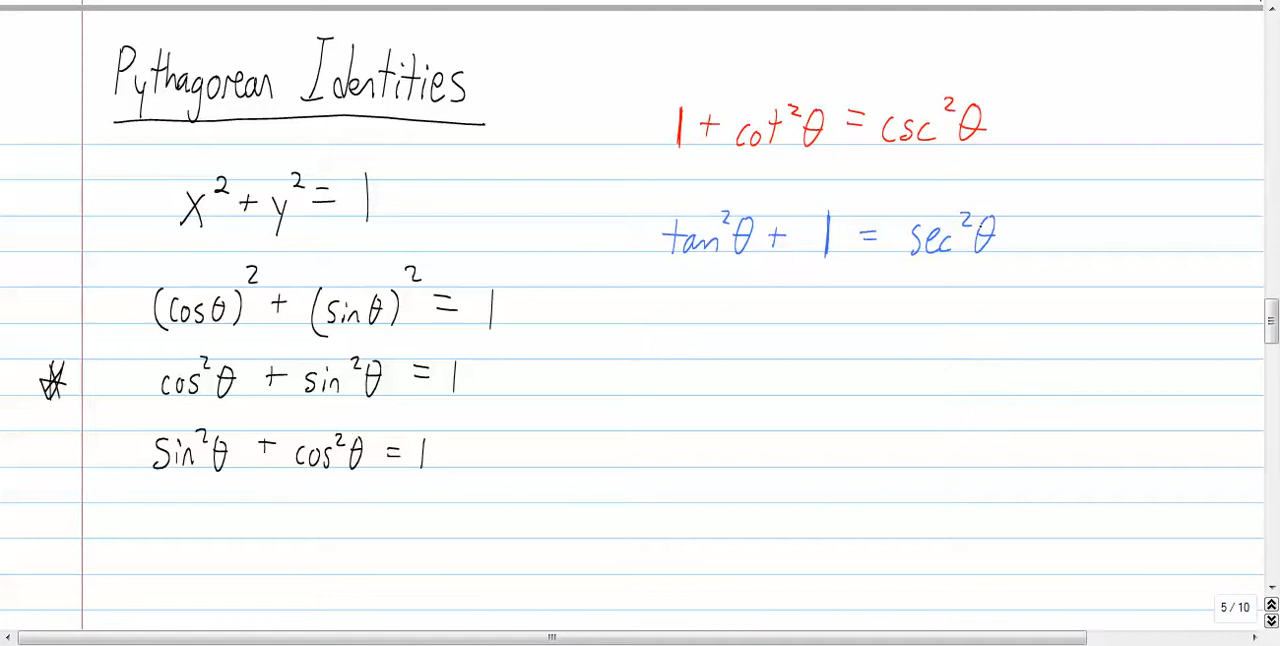 Pythagorean Identities
x² + y² = 1
(cosθ)² + (sinθ)² = 1
cos²θ + sin²θ = 1
Sin²θ + cos²θ = 1
1 + cot²θ = csc²θ
tan²θ + 1 = sec²θ
5 / 10